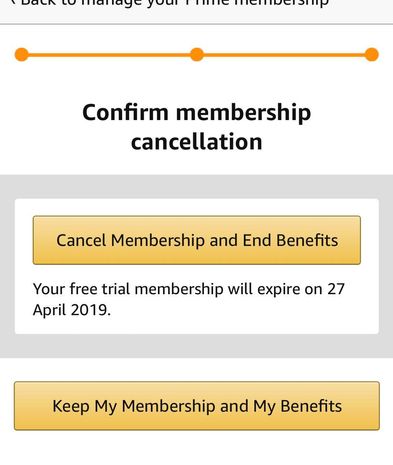 Back to manage your Prime membership
Confirm membership
cancellation
Cancel Membership and End Benefits
Your free trial membership will expire on 27
April 2019.
Keep My Membership and My Benefits